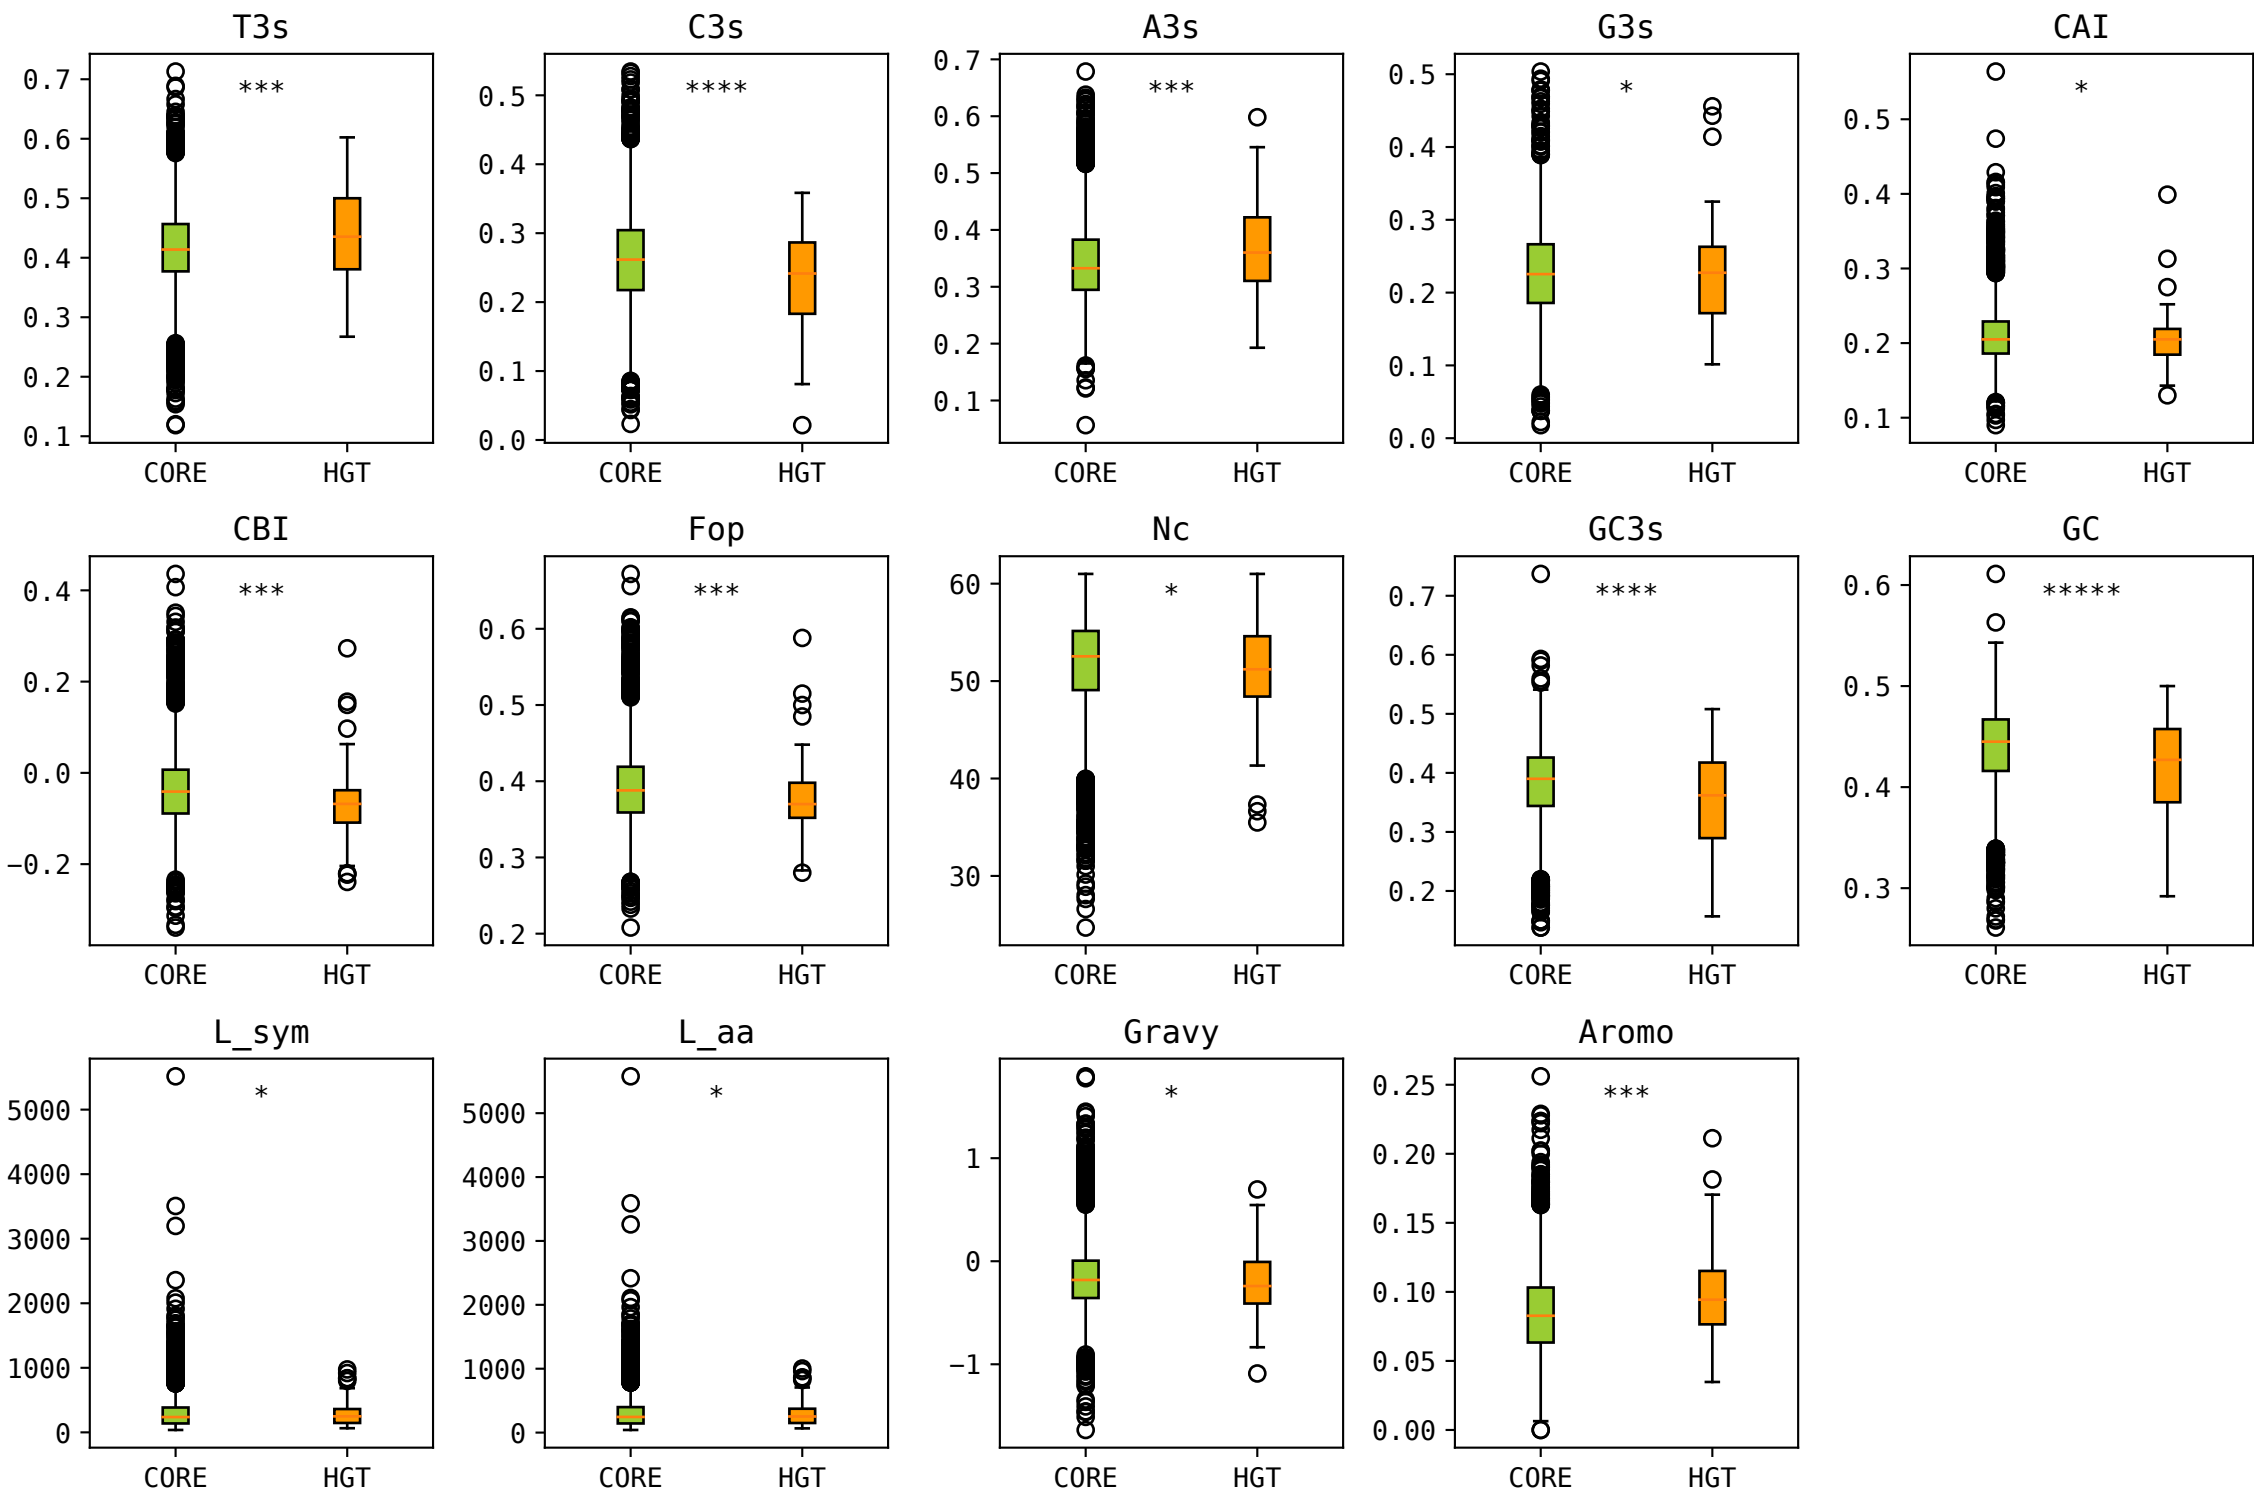 T3s C3s A3s G3s CAI
*** **** *** * *
0.7 0.6 0.5 0.4 0.3 0.2 0.1
0.5 0.4 0.3 0.2 0.1 0.0
0.7 0.6 0.5 0.4 0.3 0.2 0.1
0.5 0.4 0.3 0.2 0.1 0.0
0.5 0.4 0.3 0.2 0.1
CORE HGT CORE HGT CORE HGT CORE HGT CORE HGT
CBI Fop Nc GC3s GC
*** *** * **** *****
0.4 0.2 0.0 −0.2
0.6 0.5 0.4 0.3 0.2
60 50 40 30
0.7 0.6 0.5 0.4 0.3 0.2
0.6 0.5 0.4 0.3
CORE HGT CORE HGT CORE HGT CORE HGT CORE HGT
L_sym L_aa Gravy Aromo
* * * ***
5000 4000 3000 2000 1000 0
5000 4000 3000 2000 1000 0
1 0 −1
0.25 0.20 0.15 0.10 0.05 0.00
CORE HGT CORE HGT CORE HGT CORE HGT